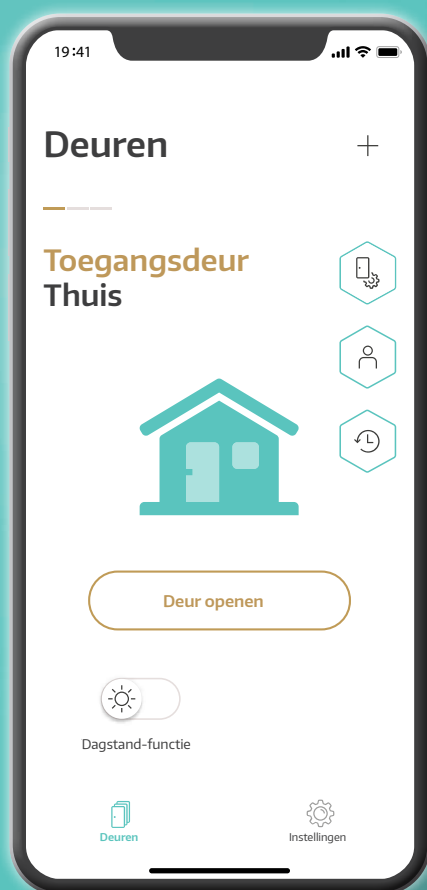 19:41
Deuren
Toegangsdeur
Thuis
Deur openen
Dagstand-functie
Deuren
Instellingen